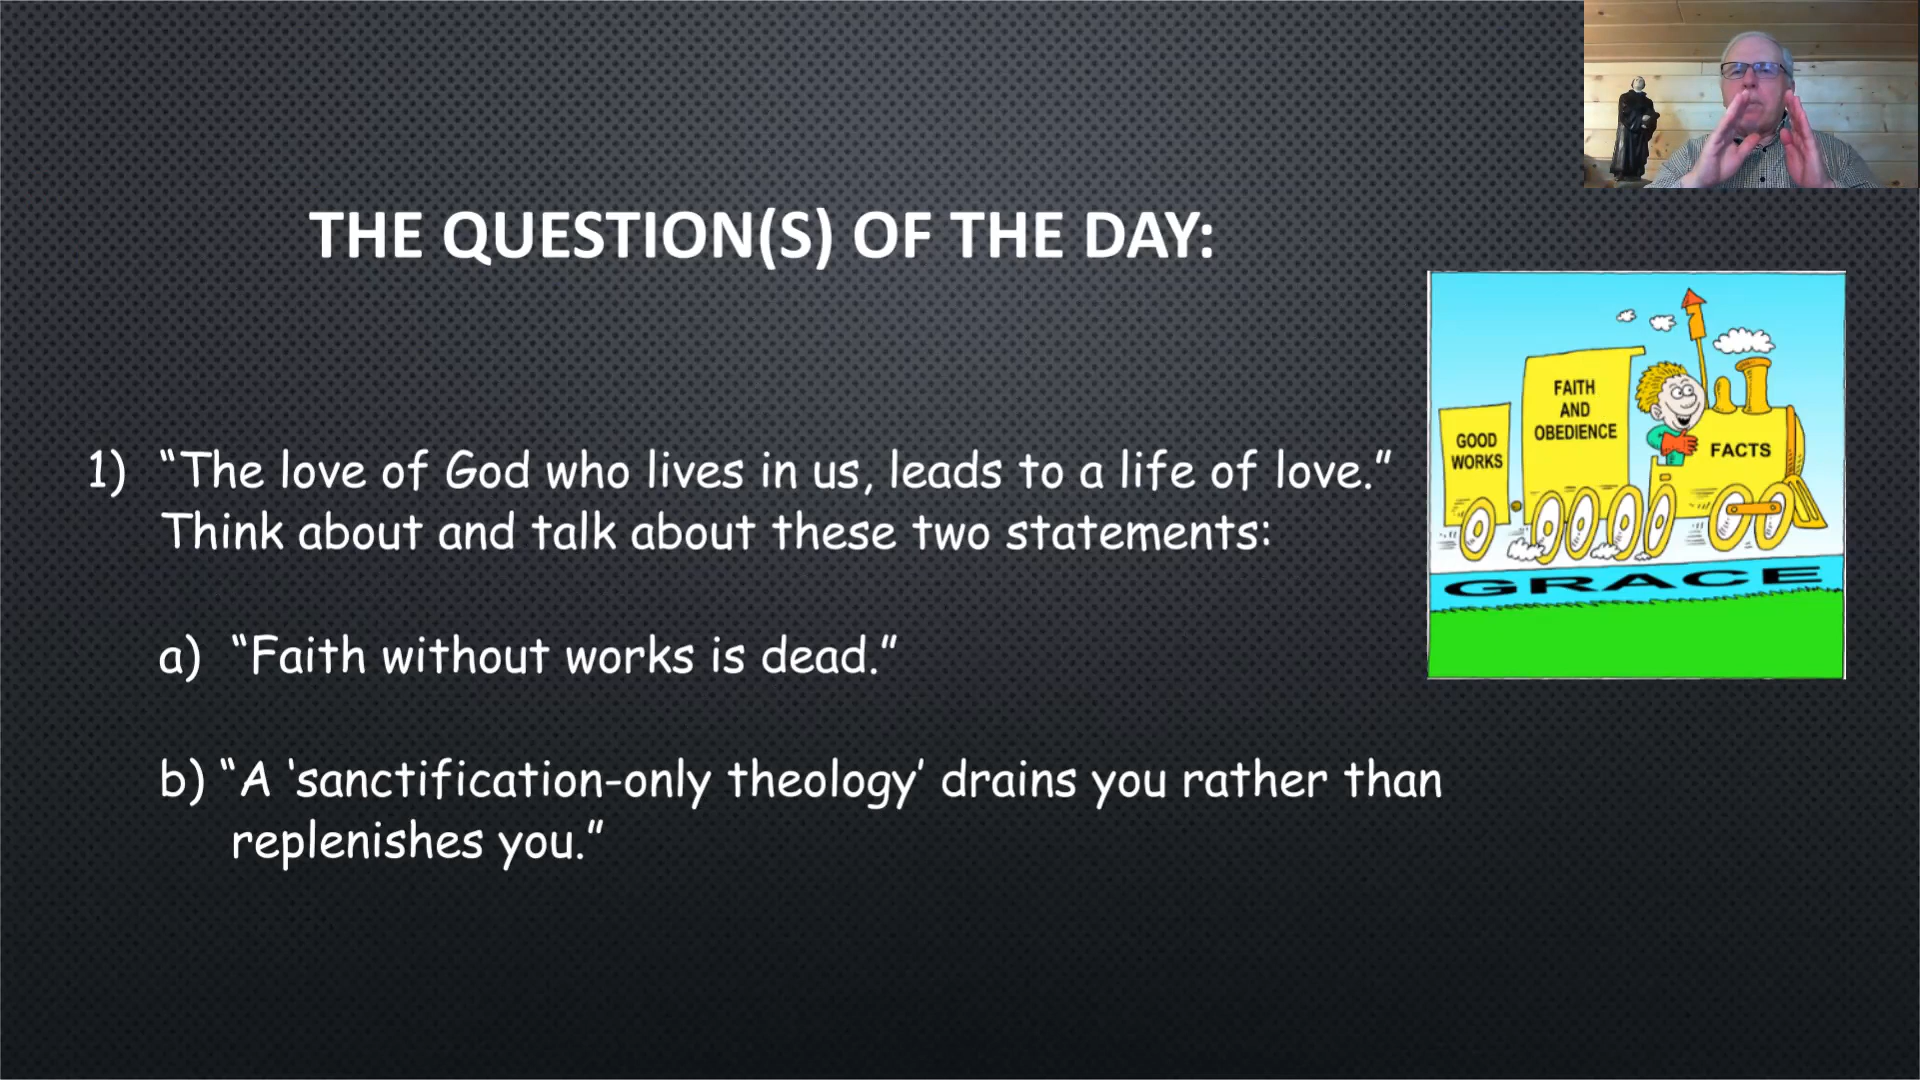 THE QUESTION(S) OF THE DAY:
1) “The love of God who lives in us, leads to a life of love.”
Think about and talk about these two statements:
a) “Faith without works is dead.”
b) “A ‘sanctification-only theology’ drains you rather than
replenishes you.”
GOOD
WORKS
FAITH
AND
OBEDIENCE
FACTS
GRACE